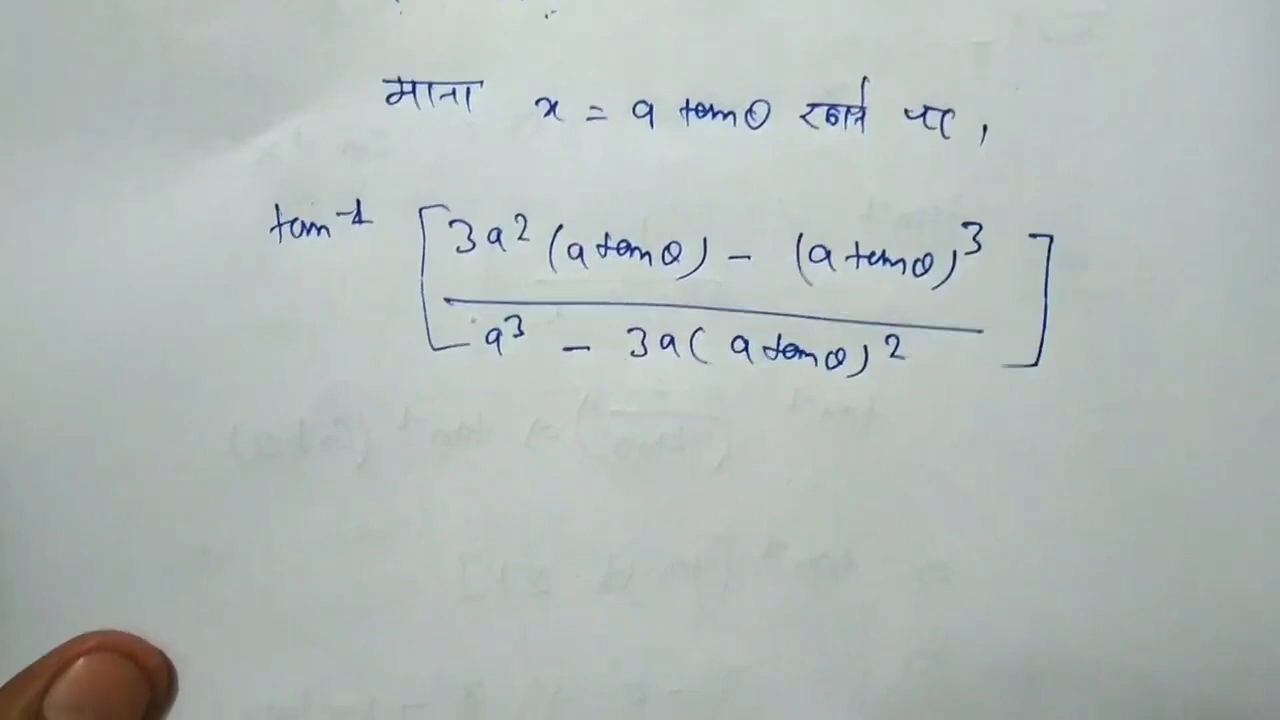 माना x = a tanθ रखने पर,
tan⁻¹ [ 3a² (a tanθ) - (a tanθ)³
a³ - 3a( a tanθ)² ]